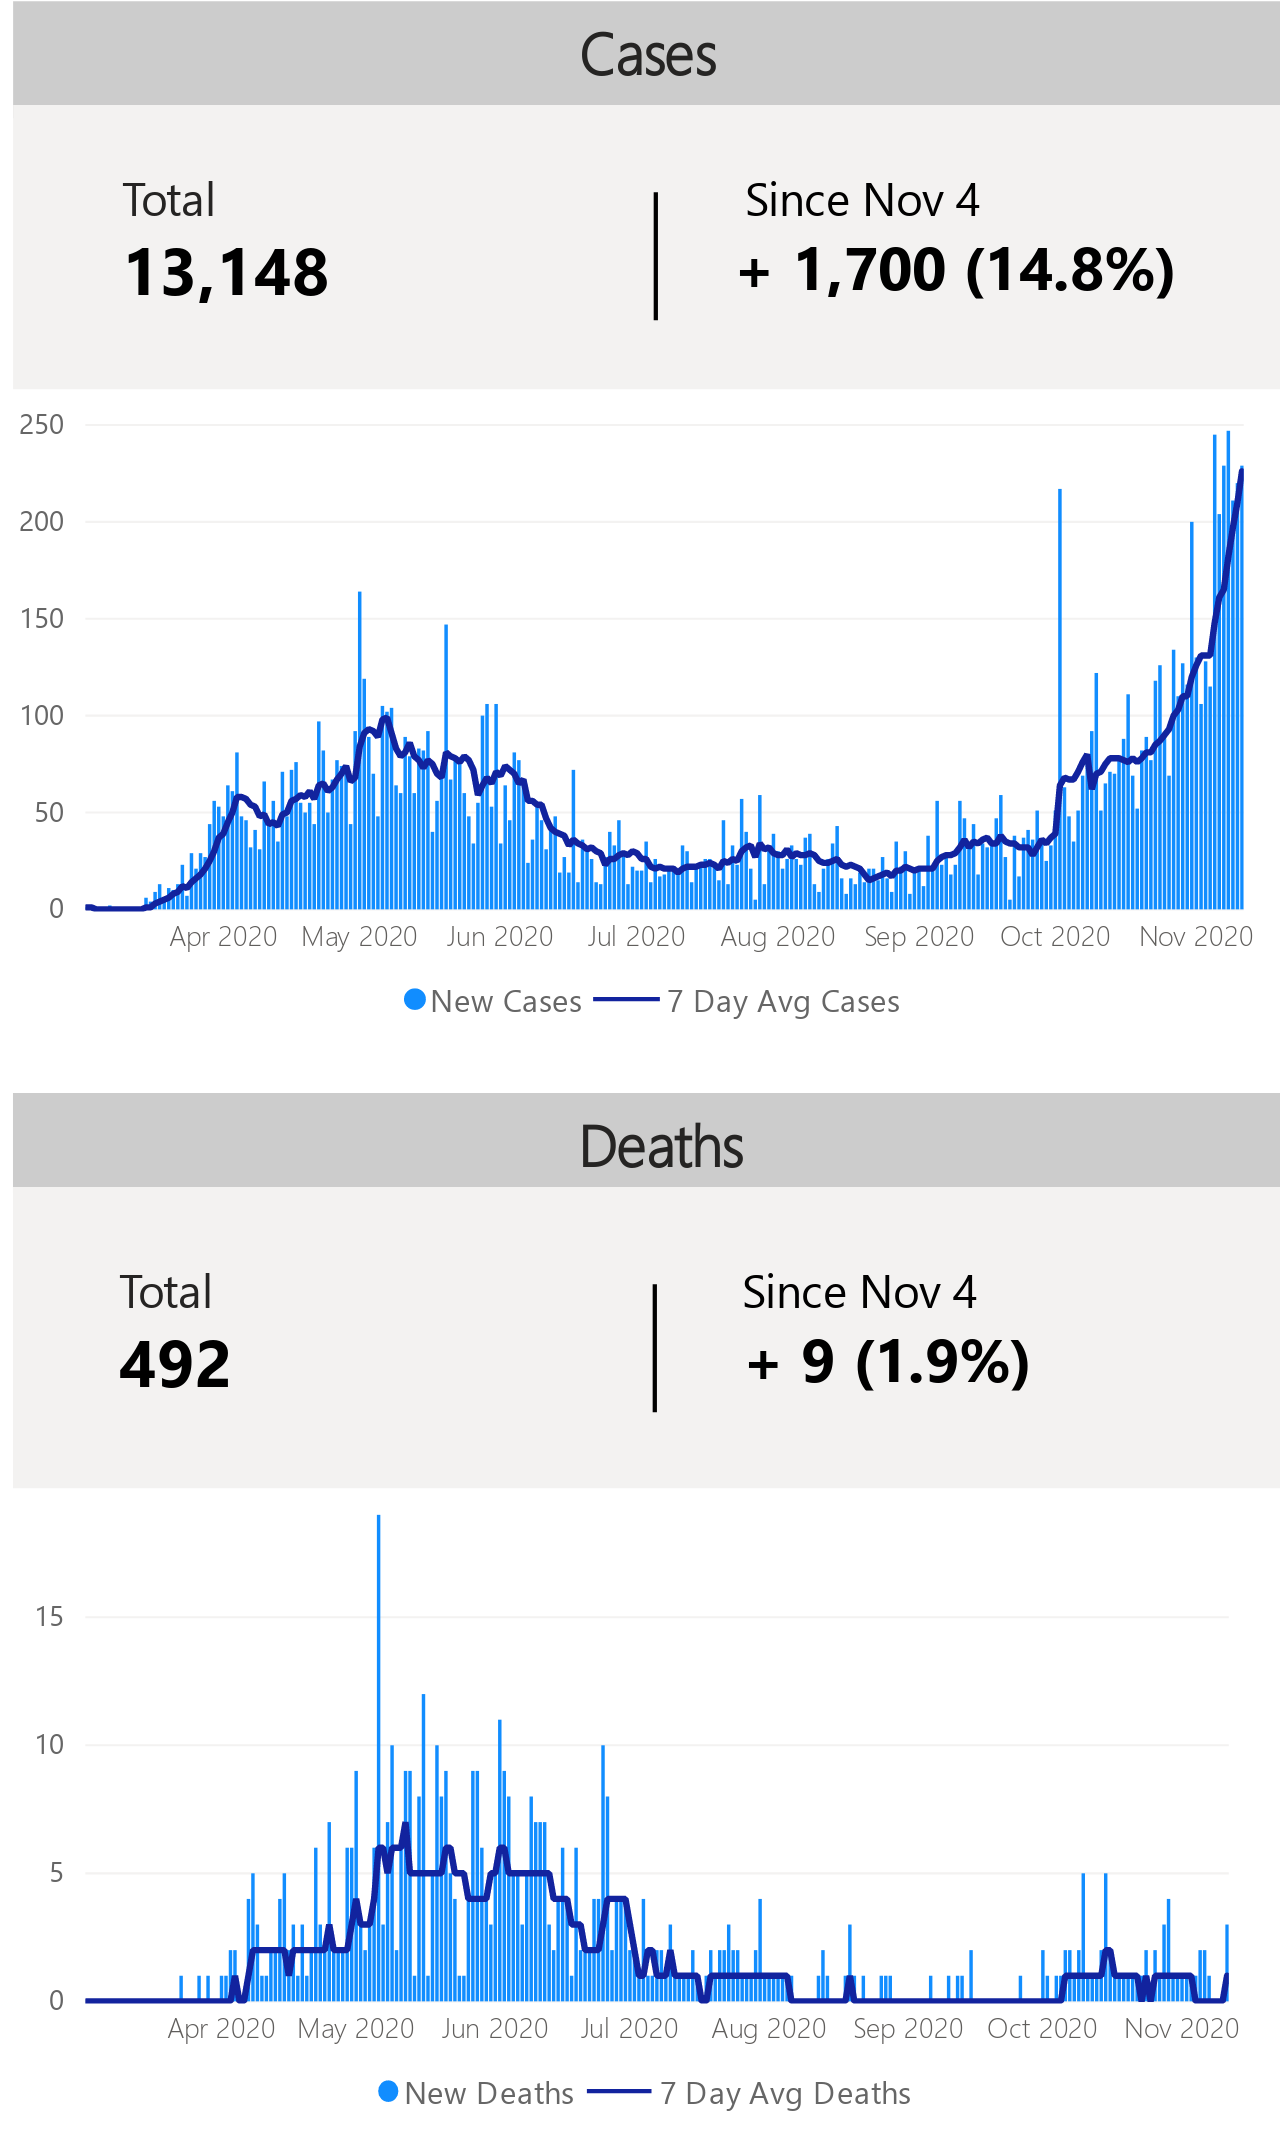 Cases
Total
Since Nov 4
13,148
+ 1,700 (14.8%)
250
200
150
100
50
0
Apr 2020 May 2020 Jun 2020 Jul 2020 Aug 2020 Sep 2020 Oct 2020 Nov 2020
New Cases 7 Day Avg Cases
Deaths
Total
Since Nov 4
492
+ 9 (1.9%)
15
10
5
0
Apr 2020 May 2020 Jun 2020 Jul 2020 Aug 2020 Sep 2020 Oct 2020 Nov 2020
New Deaths 7 Day Avg Deaths